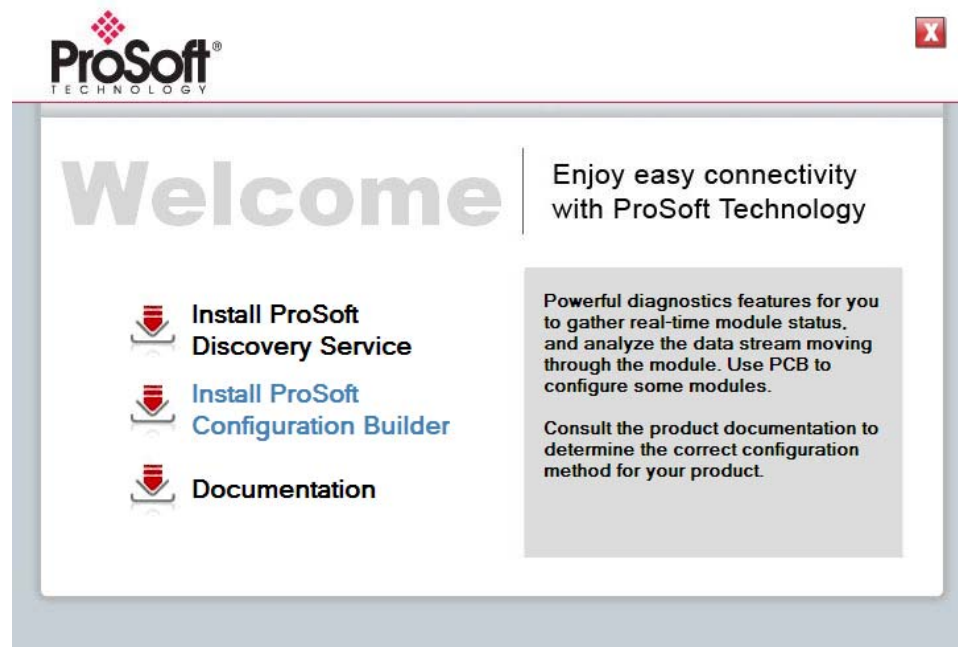 ProSoft®
TECHNOLOGY
X
Welcome
Enjoy easy connectivity
with ProSoft Technology
Install ProSoft
Discovery Service
Install ProSoft
Configuration Builder
Documentation
Powerful diagnostics features for you
to gather real-time module status,
and analyze the data stream moving
through the module. Use PCB to
configure some modules.
Consult the product documentation to
determine the correct configuration
method for your product.